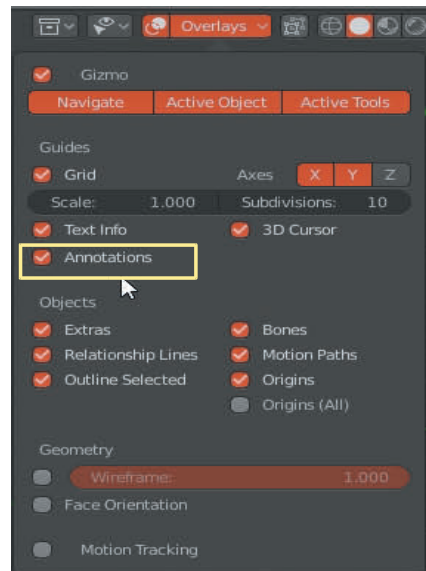 Overlays
Gizmo
Navigate Active Object Active Tools
Guides
Grid Axes X Y Z
Scale: 1.000 Subdivisions: 10
Text Info 3D Cursor
Annotations
Objects
Extras Bones
Relationship Lines Motion Paths
Outline Selected Origins
Origins (All)
Geometry
Wireframe: 1.000
Face Orientation
Motion Tracking